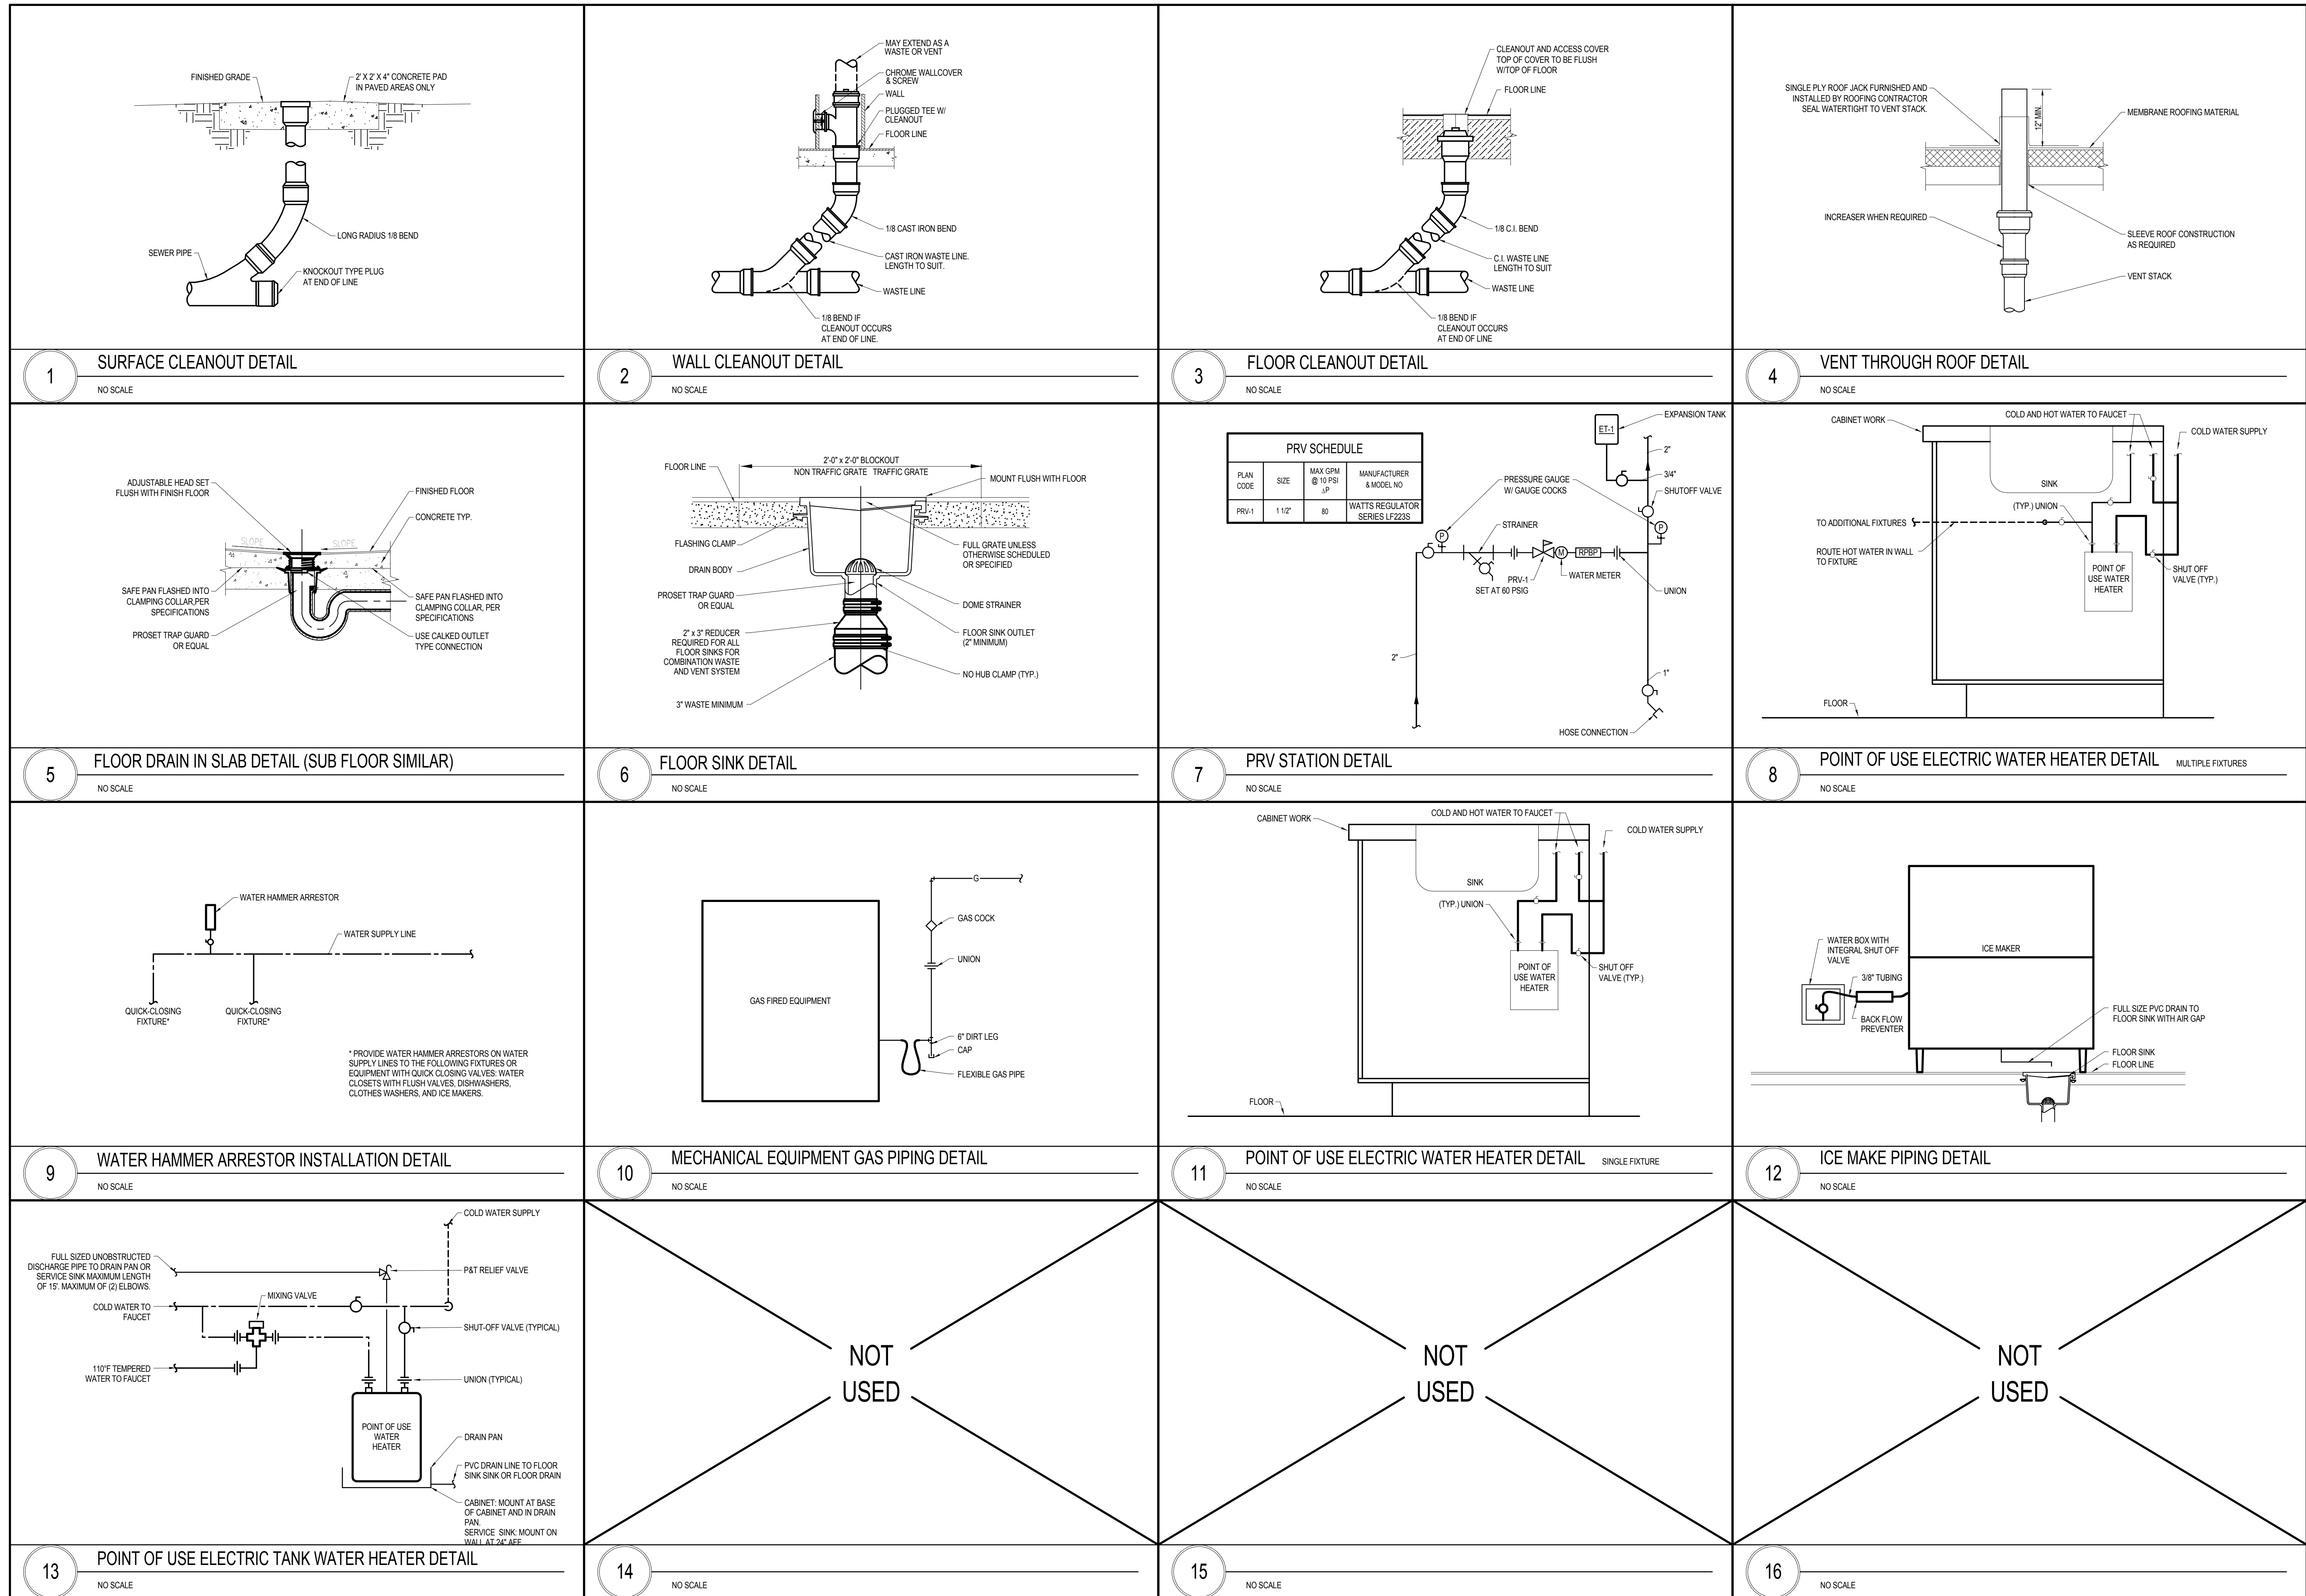 FINISHED GRADE
2' X 2' X 4" CONCRETE PAD
IN PAVED AREAS ONLY
LONG RADIUS 1/8 BEND
SEWER PIPE
KNOCKOUT TYPE PLUG
AT END OF LINE
1
SURFACE CLEANOUT DETAIL
NO SCALE
MAY EXTEND AS A
WASTE OR VENT
CHROME WALLCOVER
& SCREW
WALL
PLUGGED TEE W/
CLEANOUT
FLOOR LINE
1/8 CAST IRON BEND
CAST IRON WASTE LINE.
LENGTH TO SUIT.
WASTE LINE
1/8 BEND IF
CLEANOUT OCCURS
AT END OF LINE.
2
WALL CLEANOUT DETAIL
NO SCALE
CLEANOUT AND ACCESS COVER
TOP OF COVER TO BE FLUSH
W/TOP OF FLOOR
FLOOR LINE
1/8 C.I. BEND
C.I. WASTE LINE
LENGTH TO SUIT
WASTE LINE
1/8 BEND IF
CLEANOUT OCCURS
AT END OF LINE
3
FLOOR CLEANOUT DETAIL
NO SCALE
SINGLE PLY ROOF JACK FURNISHED AND
INSTALLED BY ROOFING CONTRACTOR
SEAL WATERTIGHT TO VENT STACK.
12" MIN.
MEMBRANE ROOFING MATERIAL
INCREASER WHEN REQUIRED
SLEEVE ROOF CONSTRUCTION
AS REQUIRED
VENT STACK
4
VENT THROUGH ROOF DETAIL
NO SCALE
ADJUSTABLE HEAD SET
FLUSH WITH FINISH FLOOR
FINISHED FLOOR
CONCRETE TYP.
SLOPE
SLOPE
SAFE PAN FLASHED INTO
CLAMPING COLLAR,PER
SPECIFICATIONS
SAFE PAN FLASHED INTO
CLAMPING COLLAR, PER
SPECIFICATIONS
PROSET TRAP GUARD
OR EQUAL
USE CALKED OUTLET
TYPE CONNECTION
5
FLOOR DRAIN IN SLAB DETAIL (SUB FLOOR SIMILAR)
NO SCALE
FLOOR LINE
2'-0" x 2'-0" BLOCKOUT
NON TRAFFIC GRATE TRAFFIC GRATE
MOUNT FLUSH WITH FLOOR
FLASHING CLAMP
FULL GRATE UNLESS
OTHERWISE SCHEDULED
OR SPECIFIED
DRAIN BODY
PROSET TRAP GUARD
OR EQUAL
DOME STRAINER
2" x 3" REDUCER
REQUIRED FOR ALL
FLOOR SINKS FOR
COMBINATION WASTE
AND VENT SYSTEM
FLOOR SINK OUTLET
(2" MINIMUM)
NO HUB CLAMP (TYP.)
3" WASTE MINIMUM
6
FLOOR SINK DETAIL
NO SCALE
PRV SCHEDULE
PLAN
CODE
SIZE
MAX GPM
@ 10 PSI
△P
MANUFACTURER
& MODEL NO
PRV-1
1 1/2"
80
WATTS REGULATOR
SERIES LF223S
EXPANSION TANK
ET-1
2"
3/4"
PRESSURE GAUGE
W/ GAUGE COCKS
SHUTOFF VALVE
STRAINER
P
P
M
RPBP
PRV-1
SET AT 60 PSIG
WATER METER
UNION
2"
1"
HOSE CONNECTION
7
PRV STATION DETAIL
NO SCALE
CABINET WORK
COLD AND HOT WATER TO FAUCET
COLD WATER SUPPLY
SINK
(TYP.) UNION
TO ADDITIONAL FIXTURES
ROUTE HOT WATER IN WALL
TO FIXTURE
POINT OF
USE WATER
HEATER
SHUT OFF
VALVE (TYP.)
FLOOR
8
POINT OF USE ELECTRIC WATER HEATER DETAIL MULTIPLE FIXTURES
NO SCALE
WATER HAMMER ARRESTOR
WATER SUPPLY LINE
QUICK-CLOSING
FIXTURE*
QUICK-CLOSING
FIXTURE*
* PROVIDE WATER HAMMER ARRESTORS ON WATER
SUPPLY LINES TO THE FOLLOWING FIXTURES OR
EQUIPMENT WITH QUICK CLOSING VALVES: WATER
CLOSETS WITH FLUSH VALVES, DISHWASHERS,
CLOTHES WASHERS, AND ICE MAKERS.
9
WATER HAMMER ARRESTOR INSTALLATION DETAIL
NO SCALE
G
GAS COCK
UNION
GAS FIRED EQUIPMENT
6" DIRT LEG
CAP
FLEXIBLE GAS PIPE
10
MECHANICAL EQUIPMENT GAS PIPING DETAIL
NO SCALE
CABINET WORK
COLD AND HOT WATER TO FAUCET
COLD WATER SUPPLY
SINK
(TYP.) UNION
POINT OF
USE WATER
HEATER
SHUT OFF
VALVE (TYP.)
FLOOR
11
POINT OF USE ELECTRIC WATER HEATER DETAIL SINGLE FIXTURE
NO SCALE
WATER BOX WITH
INTEGRAL SHUT OFF
VALVE
ICE MAKER
3/8" TUBING
BACK FLOW
PREVENTER
FULL SIZE PVC DRAIN TO
FLOOR SINK WITH AIR GAP
FLOOR SINK
FLOOR LINE
12
ICE MAKE PIPING DETAIL
NO SCALE
COLD WATER SUPPLY
FULL SIZED UNOBSTRUCTED
DISCHARGE PIPE TO DRAIN PAN OR
SERVICE SINK MAXIMUM LENGTH
OF 15'. MAXIMUM OF (2) ELBOWS.
P&T RELIEF VALVE
MIXING VALVE
COLD WATER TO
FAUCET
SHUT-OFF VALVE (TYPICAL)
110°F TEMPERED
WATER TO FAUCET
UNION (TYPICAL)
POINT OF USE
WATER
HEATER
DRAIN PAN
PVC DRAIN LINE TO FLOOR
SINK SINK OR FLOOR DRAIN
CABINET: MOUNT AT BASE
OF CABINET AND IN DRAIN
PAN.
SERVICE SINK: MOUNT ON
WALL AT 24" AFF
13
POINT OF USE ELECTRIC TANK WATER HEATER DETAIL
NO SCALE
NOT
USED
14
NO SCALE
NOT
USED
15
NO SCALE
NOT
USED
16
NO SCALE